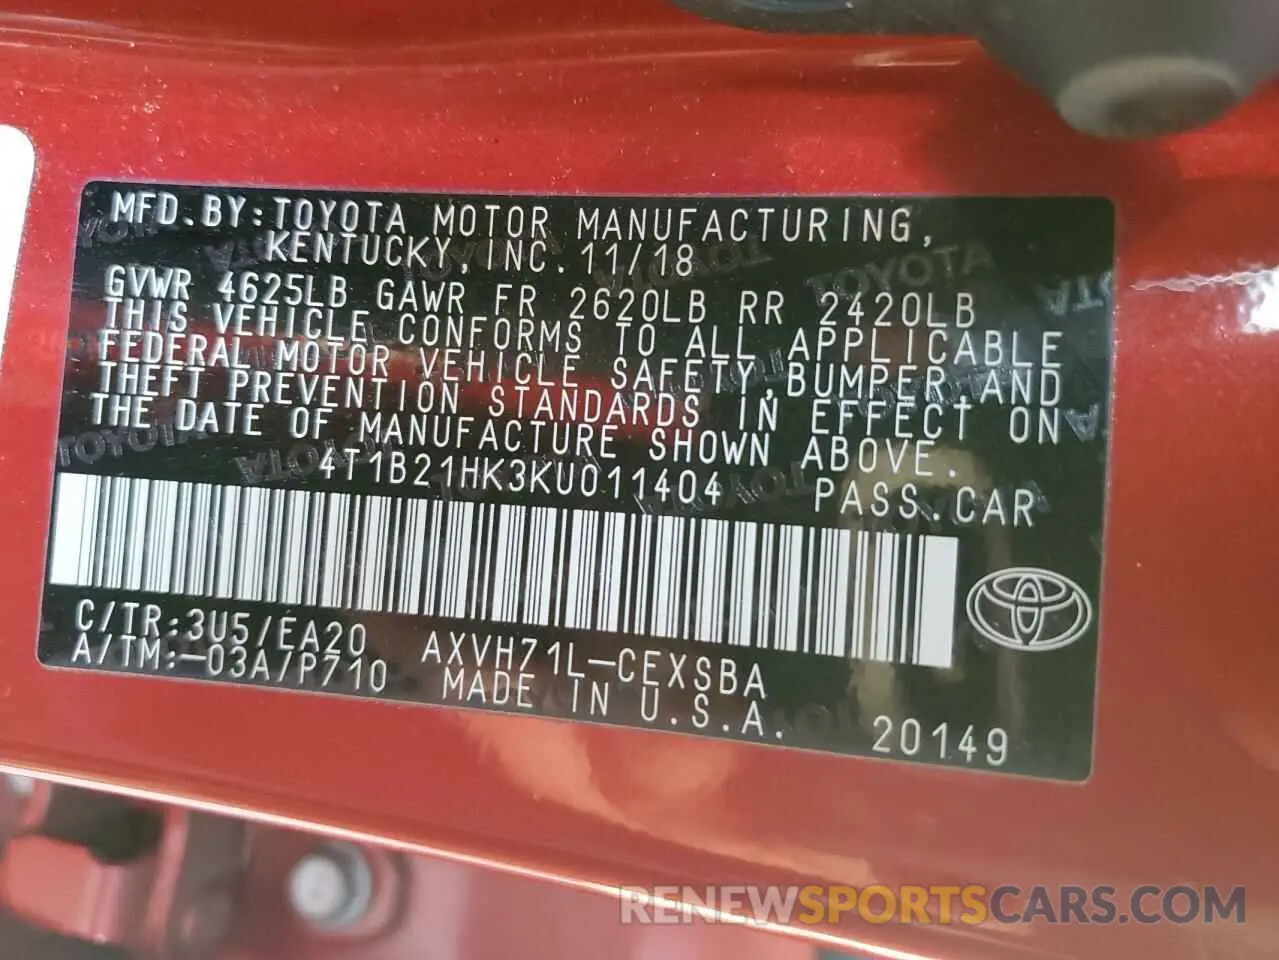 MFD.BY:TOYOTA MOTOR MANUFACTURING,
KENTUCKY, INC. 11/18
GVWR 4625LB GAWR FR 2620LB RR 2420LB
THIS VEHICLE CONFORMS TO ALL APPLICABLE
FEDERAL MOTOR VEHICLE SAFETY,BUMPER,AND
THEFT PREVENTION STANDARDS IN EFFECT ON
THE DATE OF MANUFACTURE SHOWN ABOVE.
4T1B21HK3KU011404 PASS.CAR
C/TR:3U5/EA20 AXVH71L-CEXSBA
A/TM:-03A/P710 MADE IN U.S.A. 20149
RENEWSPORTSCARS.COM